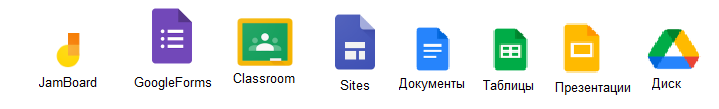 JamBoard
GoogleForms
Classroom
Sites
Документы
Таблицы
Презентации
Диск